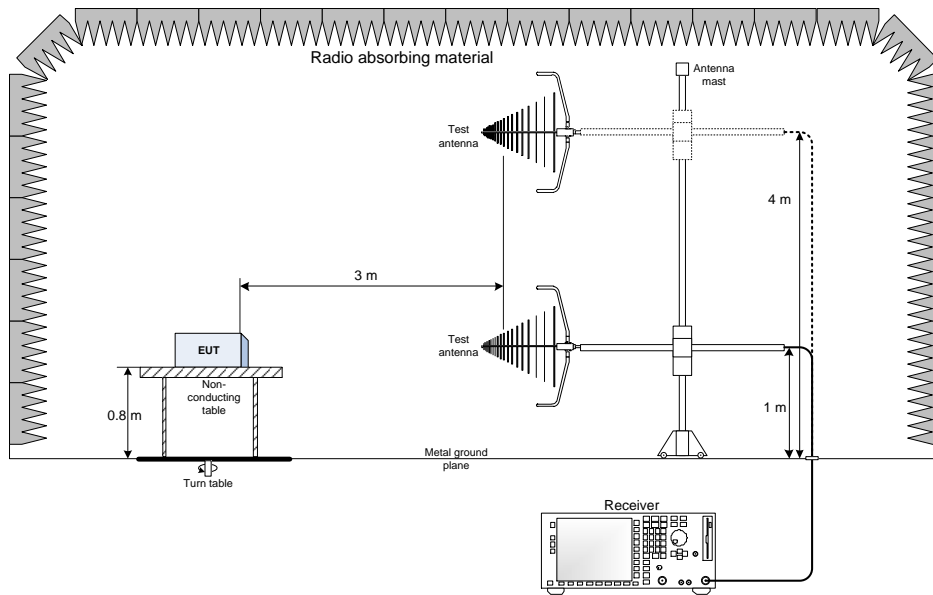 Radio absorbing material
Antenna
mast
Test
antenna
4 m
3 m
Test
antenna
EUT
Non-
conducting
table
0.8 m
1 m
Metal ground
plane
Turn table
Receiver